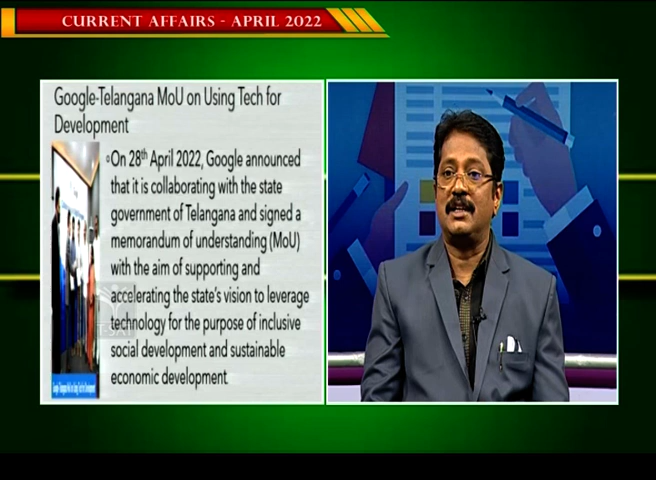 CURRENT AFFAIRS - APRIL 2022
Google-Telangana MoU on Using Tech for
Development
On 28th April 2022, Google announced
that it is collaborating with the state
government of Telangana and signed a
memorandum of understanding (MoU)
with the aim of supporting and
accelerating the state's vision to leverage
technology for the purpose of inclusive
social development and sustainable
economic development
T-SAT